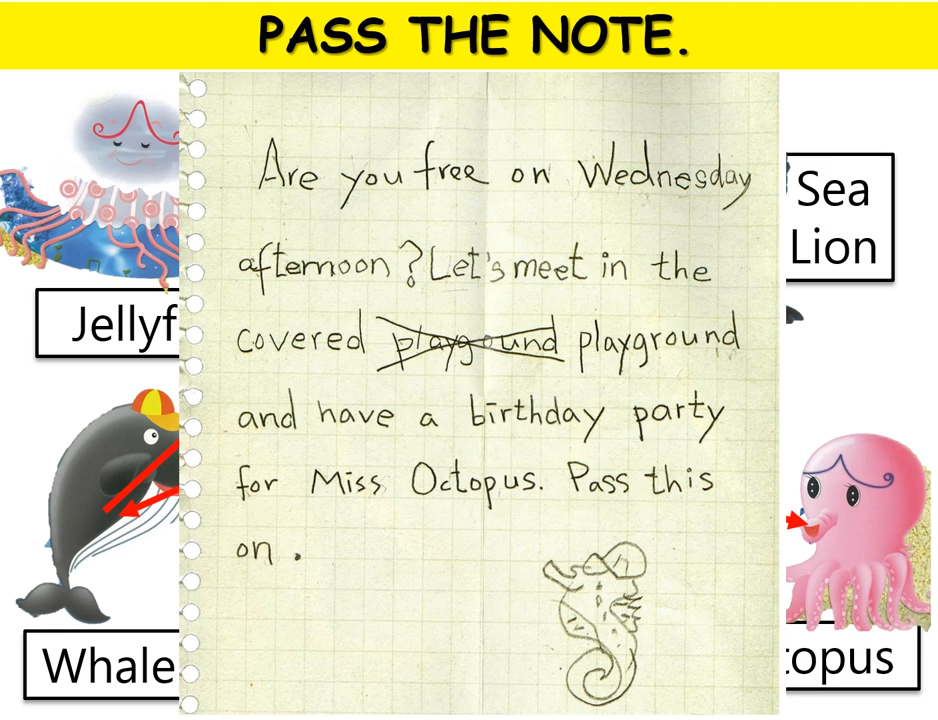 PASS THE NOTE.
Are you free on Wednesday
afternoon? Let's meet in the
covered playground playground
and have a birthday party
for Miss Octopus. Pass this
on.
Jellyf
Sea
Lion
Whale
topus